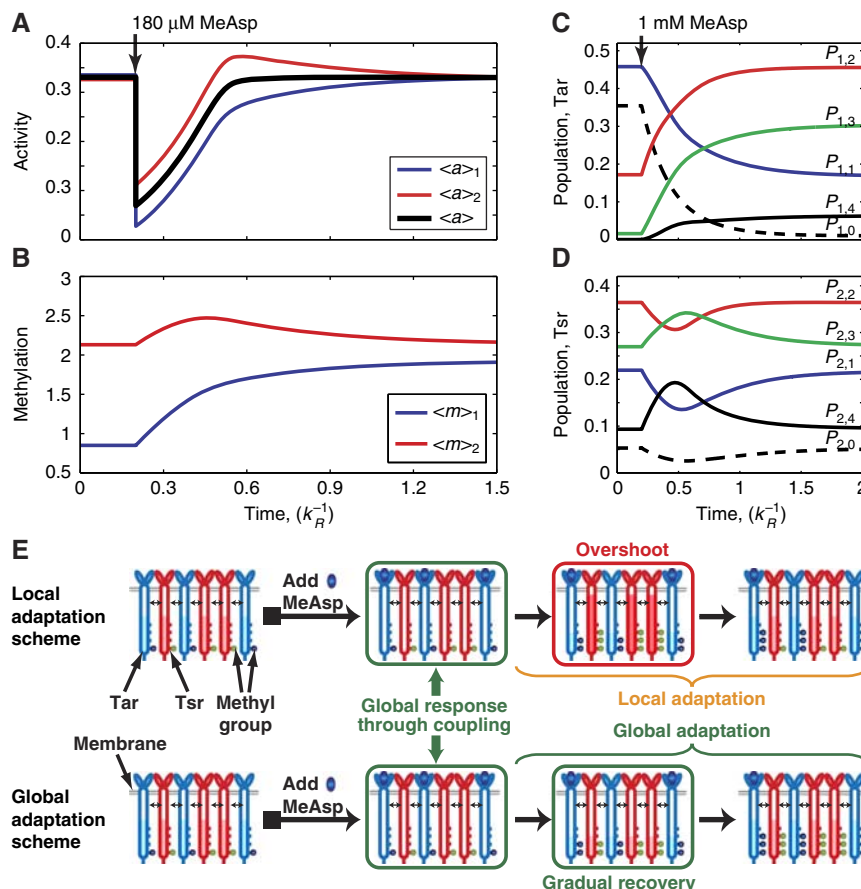 A
180 μM MeAsp
0.4
0.3
0.3
0
Activity
<a>₁
<a>₂
<a>
B
3
2.5
2
1.5
1
0.5
Methylation
<m>₁
<m>₂
0
0.3
0.6
0.9
1.2
1.5
Time, (k_R^-1)
C
1 mM MeAsp
0.5
0.4
0.3
0.2
0.1
0
Population, Tar
P1,2
P1,3
P1,1
P1,4
P1,0
D
0.4
0.3
0.2
0.1
0
Population, Tsr
P2,2
P2,3
P2,1
P2,4
P2,0
0
0.5
1
1.5
2
Time, (k_R^-1)
E
Local
adaptation
scheme
Add
MeAsp
Overshoot
Tar
Tsr
Methyl
group
Global response
through coupling
Local adaptation
Global adaptation
Membrane
Global
adaptation
scheme
Add
MeAsp
Gradual recovery